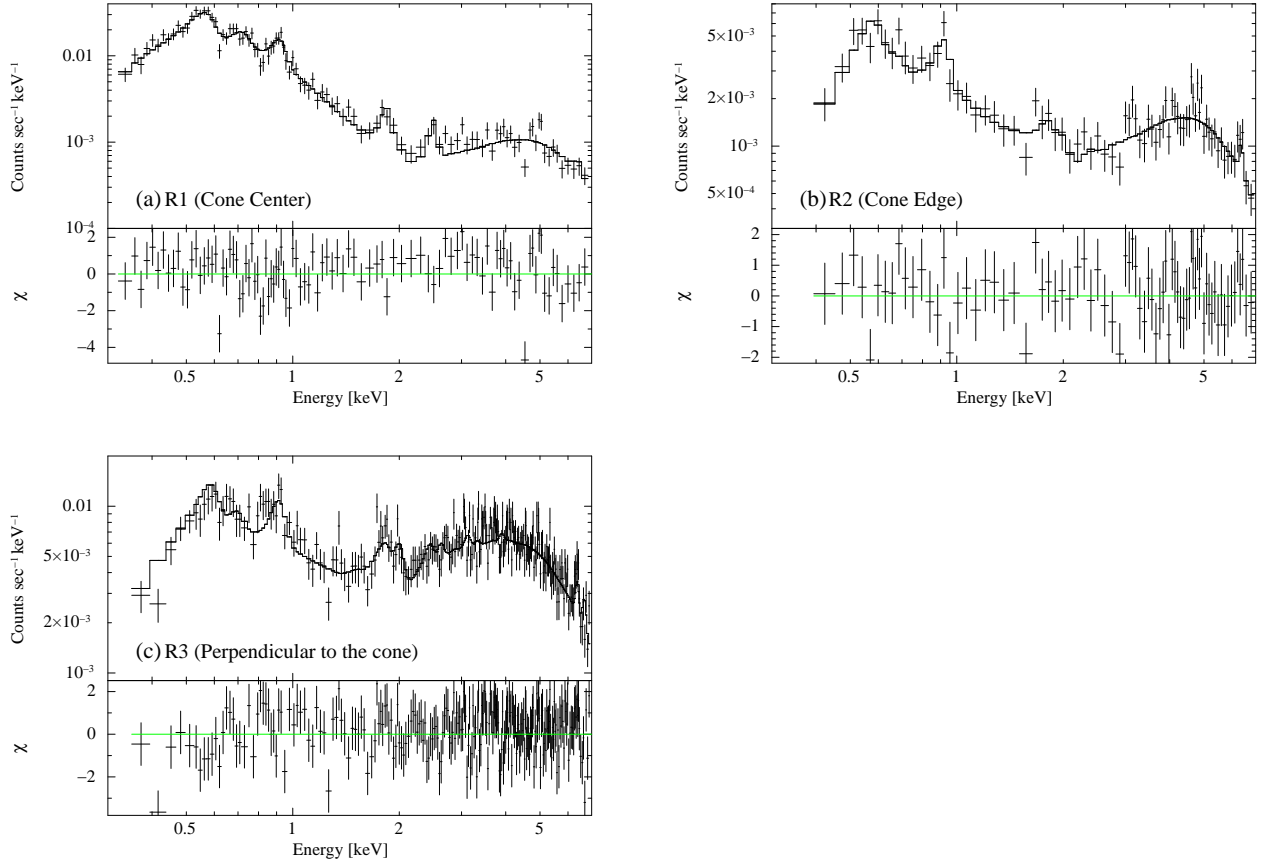 0.01
10⁻³
10⁻⁴
Counts sec⁻¹ keV⁻¹
(a) R1 (Cone Center)
2
0
−2
−4
χ
0.5 1 2 5
Energy [keV]
5×10⁻³
2×10⁻³
10⁻³
5×10⁻⁴
Counts sec⁻¹ keV⁻¹
(b) R2 (Cone Edge)
2
1
0
−1
−2
χ
0.5 1 2 5
Energy [keV]
0.01
5×10⁻³
2×10⁻³
10⁻³
Counts sec⁻¹ keV⁻¹
(c) R3 (Perpendicular to the cone)
2
0
−2
χ
0.5 1 2 5
Energy [keV]